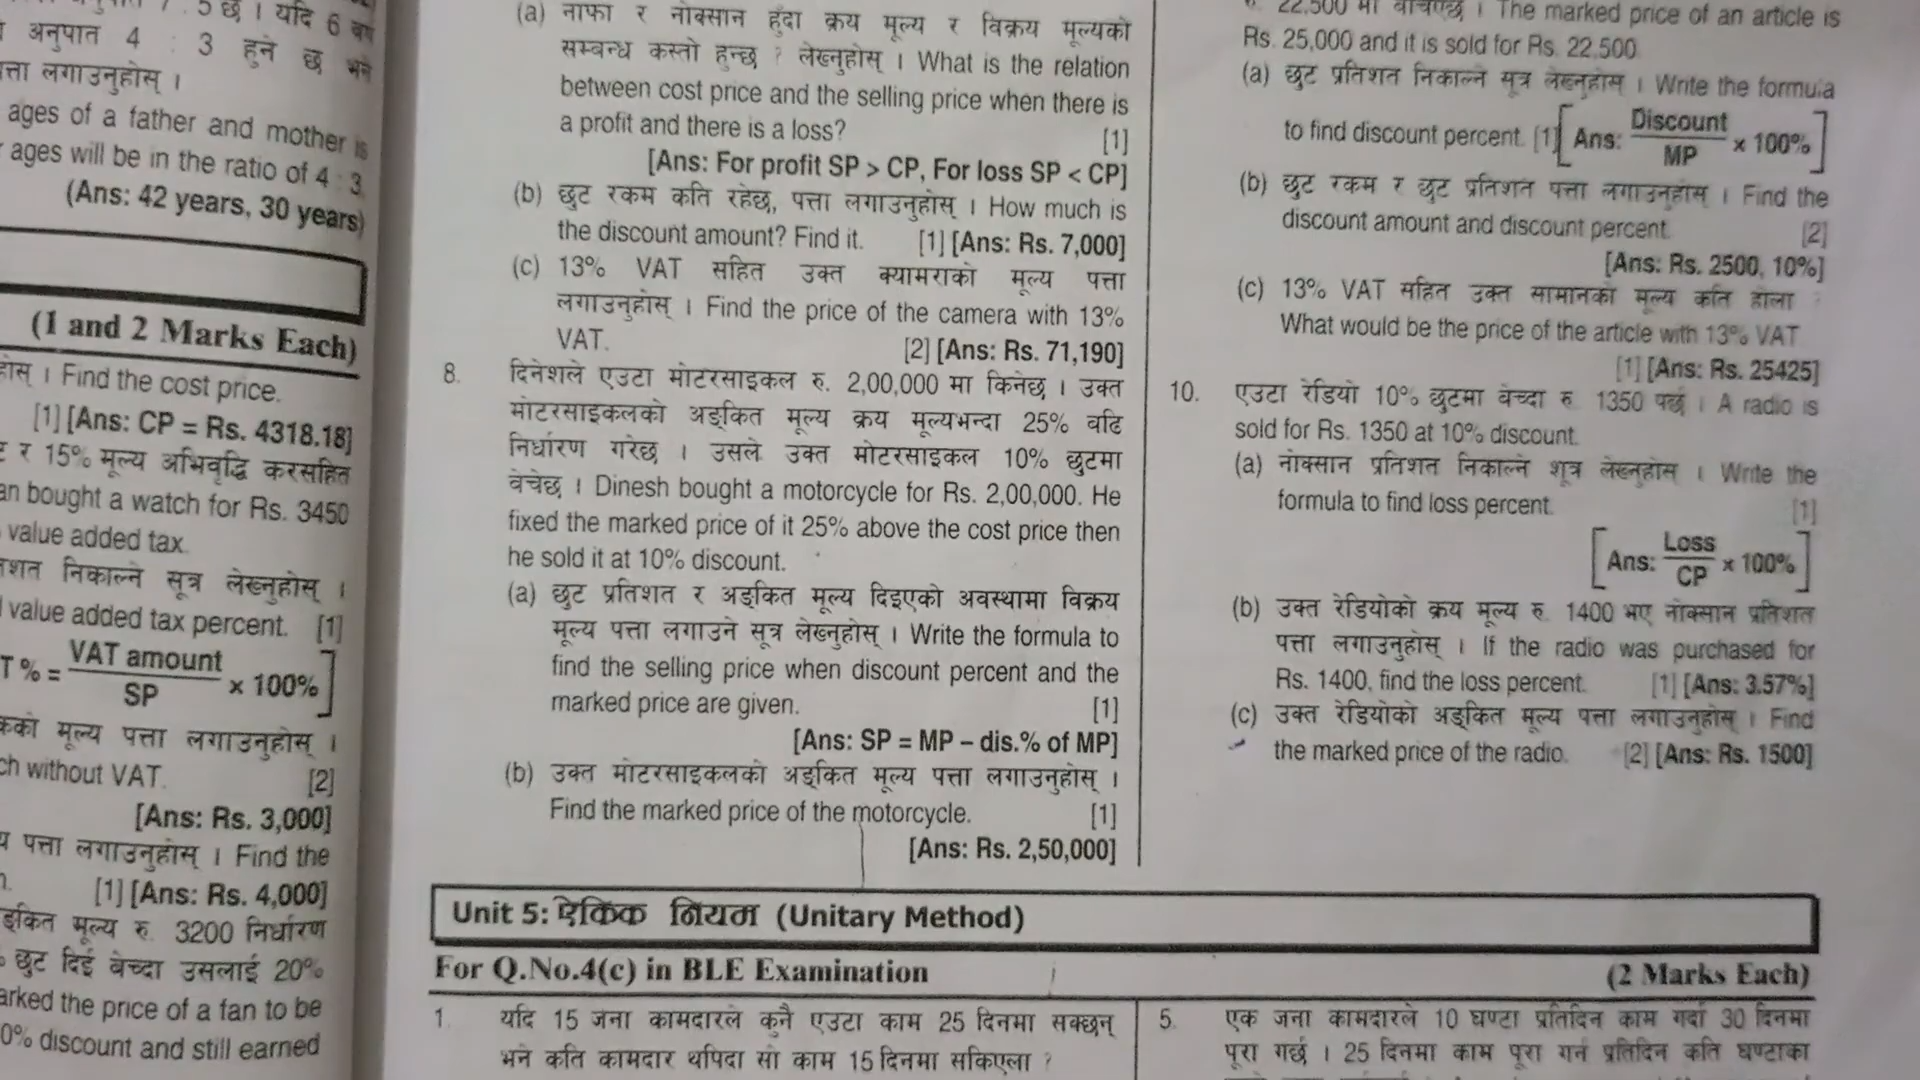 5 छ । यदि 6 वर्ष
अनुपात 4 : 3 हुने छ भने
पत्ता लगाउनुहोस् ।
ages of a father and mother is
ages will be in the ratio of 4 : 3.
(Ans: 42 years, 30 years)
(1 and 2 Marks Each)
Find the cost price.
[1] [Ans: CP = Rs. 4318.18]
र 15% मूल्य अभिवृद्धि करसहित
bought a watch for Rs. 3450
value added tax.
निकाल्ने सूत्र लेख्नुहोस् ।
value added tax percent. [1]
% = VAT amount / SP × 100%]
मूल्य पत्ता लगाउनुहोस् ।
without VAT. [2]
[Ans: Rs. 3,000]
पत्ता लगाउनुहोस् । Find the
[1] [Ans: Rs. 4,000]
मूल्य रु. 3200 निर्धारण
छुट दिई बेच्दा उसलाई 20%
the price of a fan to be
discount and still earned
(a) नाफा र नोक्सान हुँदा क्रय मूल्य र विक्रय मूल्यको
सम्बन्ध कस्तो हुन्छ ? लेख्नुहोस् । What is the relation
between cost price and the selling price when there is
a profit and there is a loss? [1]
[Ans: For profit SP > CP, For loss SP < CP]
(b) छुट रकम कति रहेछ, पत्ता लगाउनुहोस् । How much is
the discount amount? Find it. [1] [Ans: Rs. 7,000]
(c) 13% VAT सहित उक्त क्यामराको मूल्य पत्ता
लगाउनुहोस् । Find the price of the camera with 13%
VAT. [2] [Ans: Rs. 71,190]
8. दिनेशले एउटा मोटरसाइकल रु. 2,00,000 मा किनेछ । उक्त
मोटरसाइकलको अङ्कित मूल्य क्रय मूल्यभन्दा 25% बढि
निर्धारण गरेछ । उसले उक्त मोटरसाइकल 10% छुटमा
बेचेछ । Dinesh bought a motorcycle for Rs. 2,00,000. He
fixed the marked price of it 25% above the cost price then
he sold it at 10% discount.
(a) छुट प्रतिशत र अङ्कित मूल्य दिइएको अवस्थामा विक्रय
मूल्य पत्ता लगाउने सूत्र लेख्नुहोस् । Write the formula to
find the selling price when discount percent and the
marked price are given. [1]
[Ans: SP = MP – dis.% of MP]
(b) उक्त मोटरसाइकलको अङ्कित मूल्य पत्ता लगाउनुहोस् ।
Find the marked price of the motorcycle. [1]
[Ans: Rs. 2,50,000]
22,500 मा । The marked price of an article is
Rs. 25,000 and it is sold for Rs. 22,500.
(a) छुट प्रतिशत निकाल्ने सूत्र लेख्नुहोस् । Write the formula
to find discount percent. [1] [Ans: Discount / MP × 100%]
(b) छुट रकम र छुट प्रतिशत पत्ता लगाउनुहोस् । Find the
discount amount and discount percent. [2]
[Ans: Rs. 2500, 10%]
(c) 13% VAT सहित उक्त सामानको मूल्य कति होला ?
What would be the price of the article with 13% VAT
[1] [Ans: Rs. 25425]
10. एउटा रेडियो 10% छुटमा बेच्दा रु. 1350 पर्छ । A radio is
sold for Rs. 1350 at 10% discount.
(a) नोक्सान प्रतिशत निकाल्ने शूत्र लेख्नुहोस् । Write the
formula to find loss percent. [1]
[Ans: Loss / CP × 100%]
(b) उक्त रेडियोको क्रय मूल्य रु. 1400 भए नोक्सान प्रतिशत
पत्ता लगाउनुहोस् । If the radio was purchased for
Rs. 1400, find the loss percent. [1] [Ans: 3.57%]
(c) उक्त रेडियोको अङ्कित मूल्य पत्ता लगाउनुहोस् । Find
the marked price of the radio. [2] [Ans: Rs. 1500]
Unit 5: ऐकिक नियम (Unitary Method)
For Q.No.4(c) in BLE Examination (2 Marks Each)
1. यदि 15 जना कामदारले कुनै एउटा काम 25 दिनमा सक्छन्
भने कति कामदार थपिदा सो काम 15 दिनमा सकिएला ?
5. एक जना कामदारले 10 घण्टा प्रतिदिन काम गर्दा 30 दिनमा
पूरा गर्छ । 25 दिनमा काम पूरा गर्न प्रतिदिन कति घण्टाका